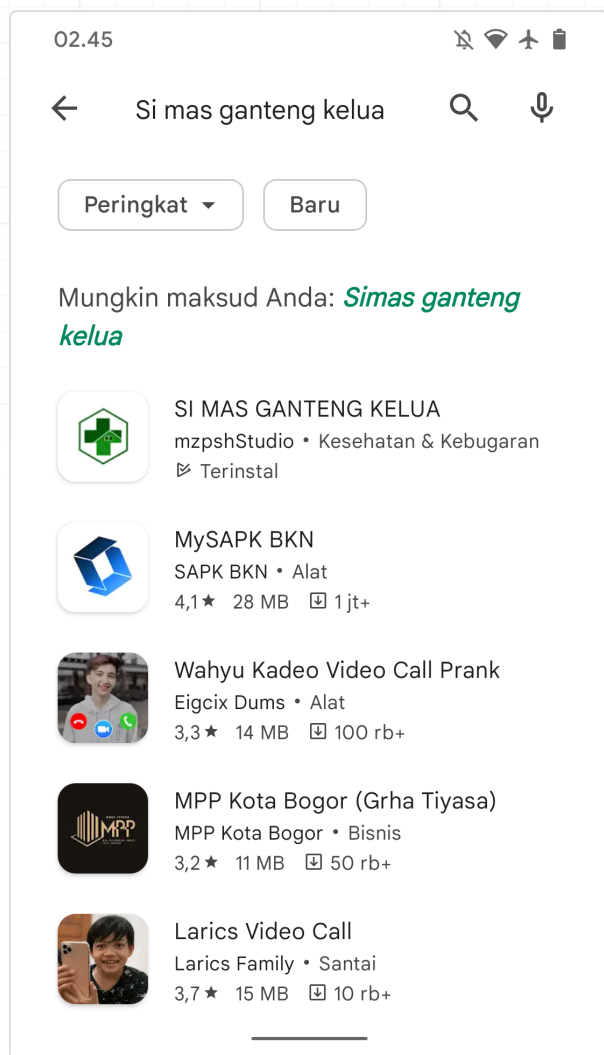 02.45
Si mas ganteng kelua
Peringkat
Baru
Mungkin maksud Anda: Simas ganteng
kelua
SI MAS GANTENG KELUA
mzpshStudio • Kesehatan & Kebugaran
Terinstal
MySAPK BKN
SAPK BKN • Alat
4,1★ 28 MB 1 jt+
Wahyu Kadeo Video Call Prank
Eigcix Dums • Alat
3,3★ 14 MB 100 rb+
MPP
MPP Kota Bogor (Grha Tiyasa)
MPP Kota Bogor • Bisnis
3,2★ 11 MB 50 rb+
Larics Video Call
Larics Family • Santai
3,7★ 15 MB 10 rb+